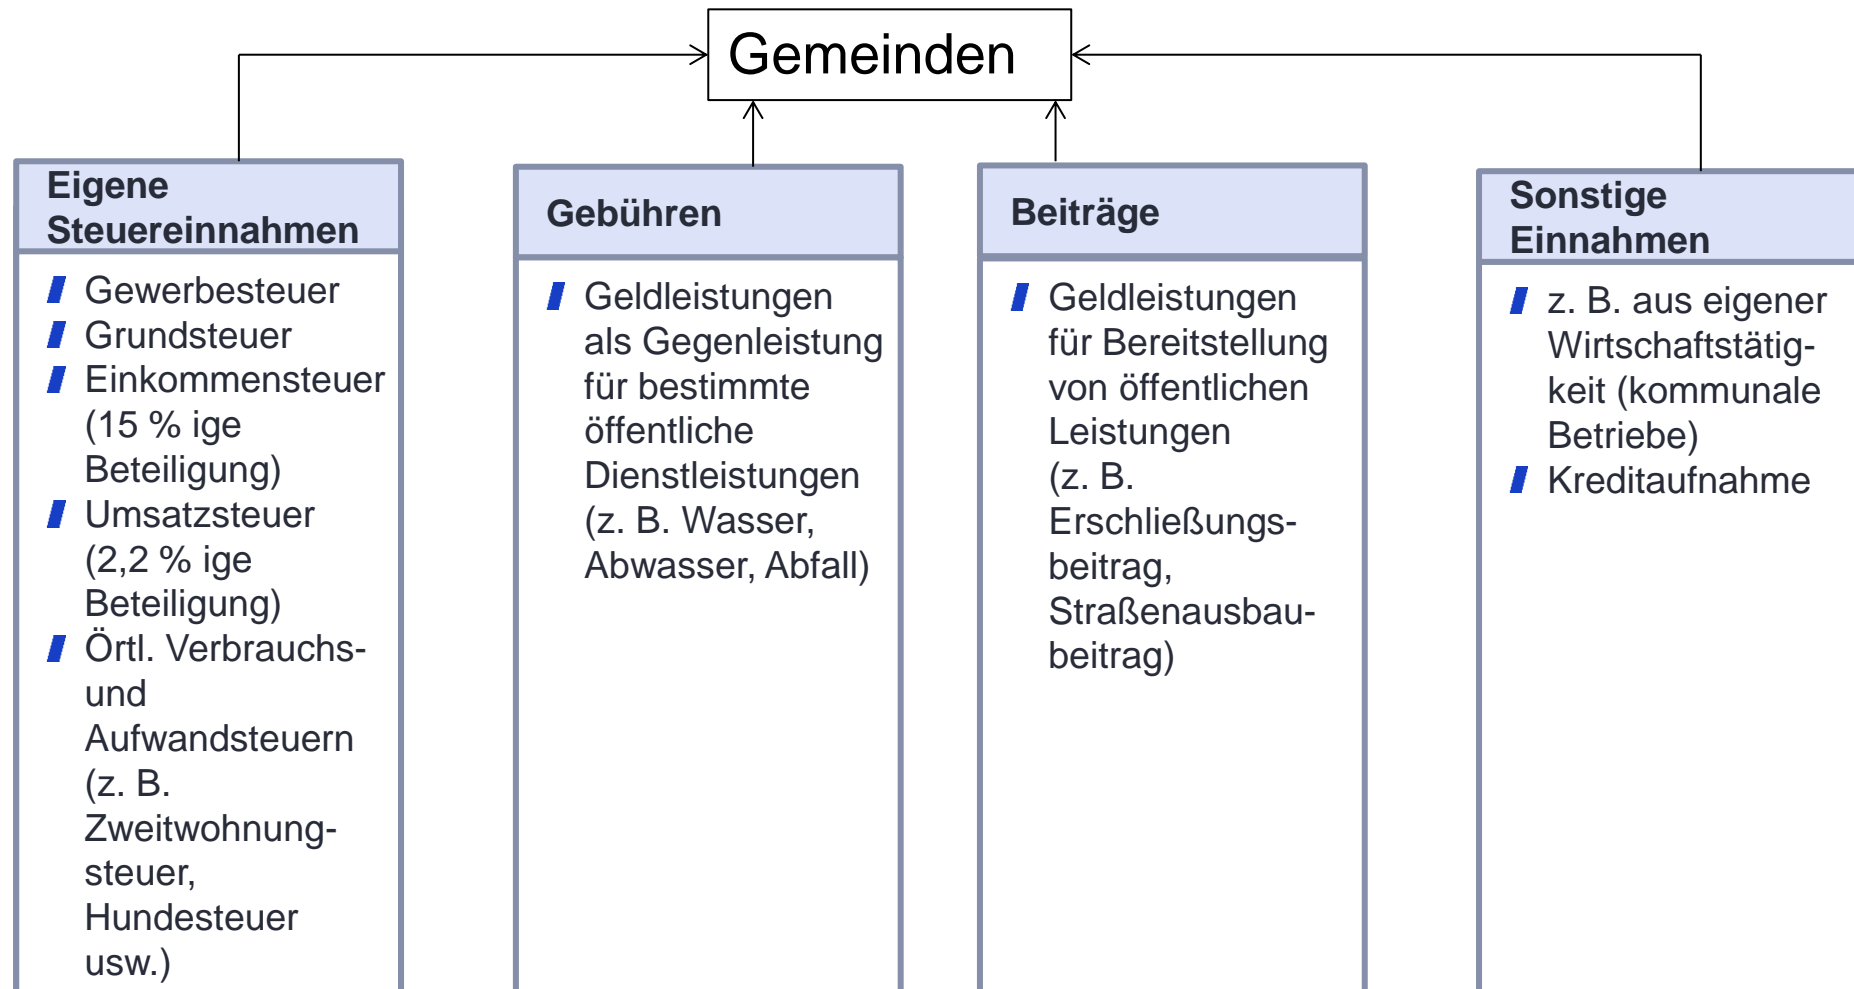 Gemeinden
Eigene
Steuereinnahmen
Gewerbesteuer
Grundsteuer
Einkommensteuer
(15 % ige
Beteiligung)
Umsatzsteuer
(2,2 % ige
Beteiligung)
Örtl. Verbrauchs-
und
Aufwandsteuern
(z. B.
Zweitwohnung-
steuer,
Hundesteuer
usw.)
Gebühren
Geldleistungen
als Gegenleistung
für bestimmte
öffentliche
Dienstleistungen
(z. B. Wasser,
Abwasser, Abfall)
Beiträge
Geldleistungen
für Bereitstellung
von öffentlichen
Leistungen
(z. B.
Erschließungs-
beitrag,
Straßenausbau-
beitrag)
Sonstige
Einnahmen
z. B. aus eigener
Wirtschaftstätig-
keit (kommunale
Betriebe)
Kreditaufnahme